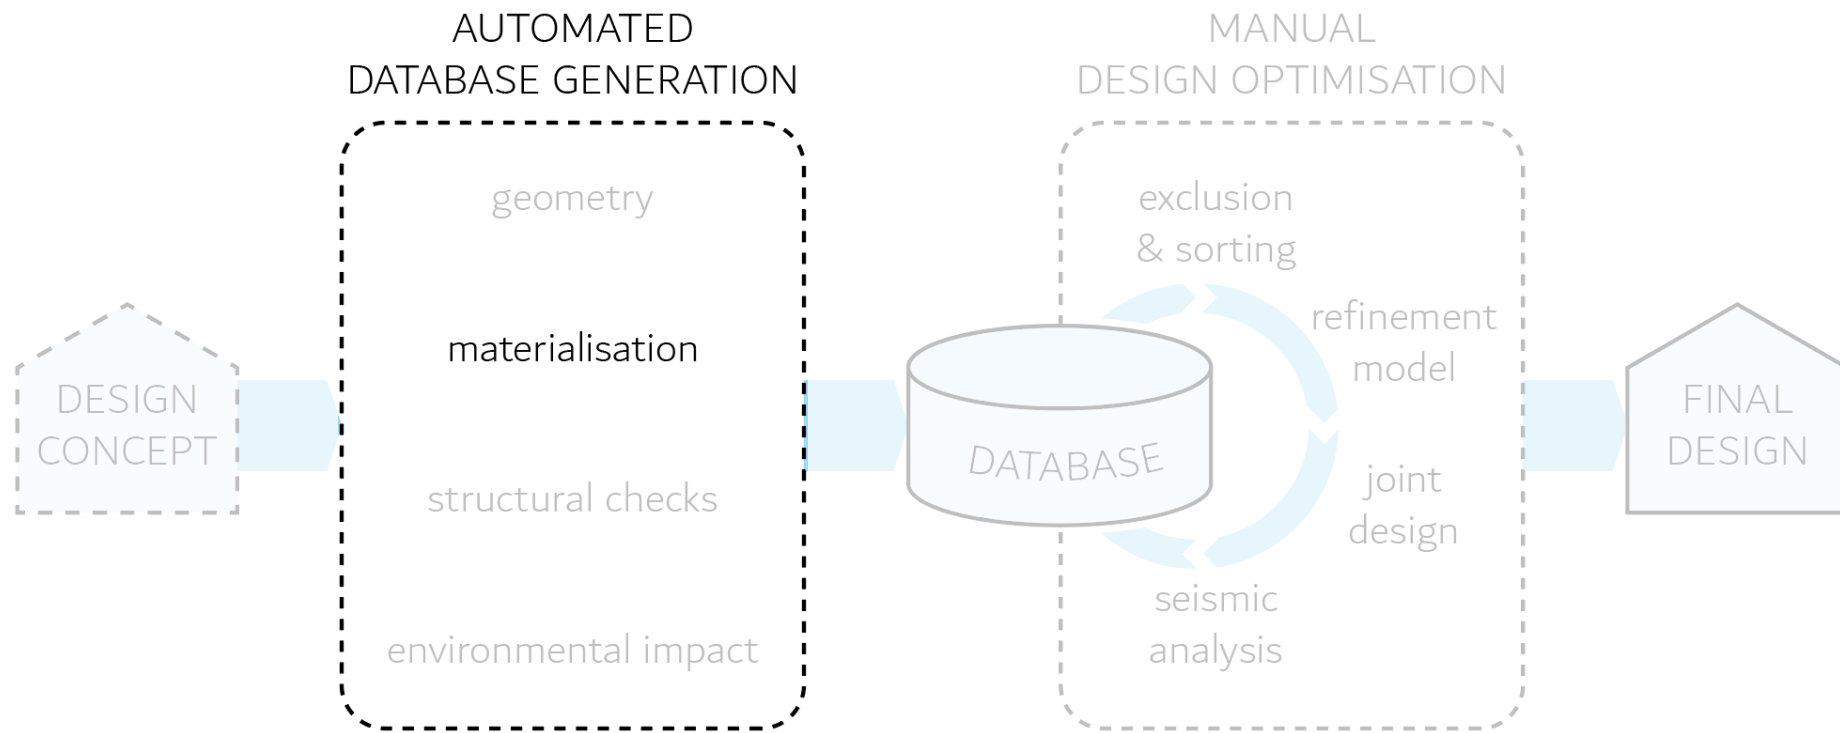 AUTOMATED
DATABASE GENERATION
MANUAL
DESIGN OPTIMISATION
DESIGN
CONCEPT
geometry
materialisation
structural checks
environmental impact
DATABASE
exclusion
& sorting
refinement
model
joint
design
seismic
analysis
FINAL
DESIGN